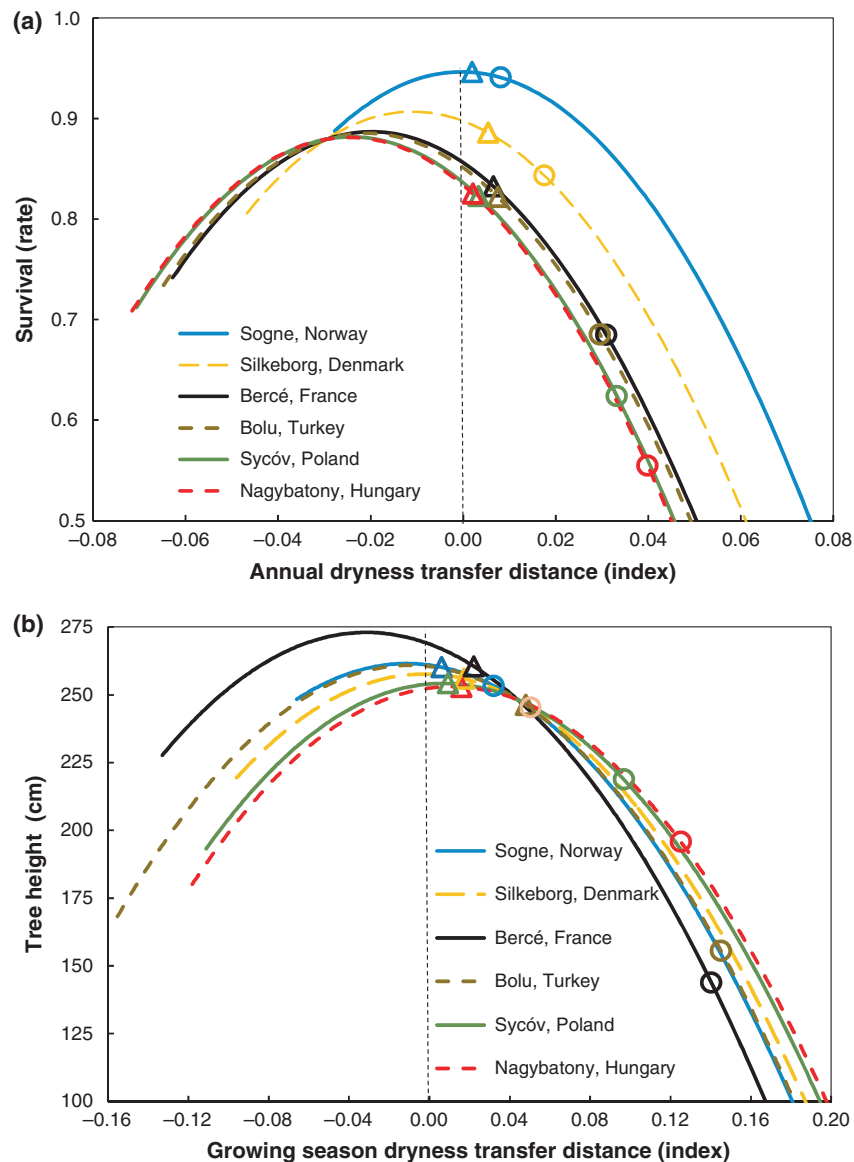 (a)
1.0
0.9
0.8
0.7
0.6
0.5
Survival (rate)
Sogne, Norway
Silkeborg, Denmark
Bercé, France
Bolu, Turkey
Sycóv, Poland
Nagybatony, Hungary
−0.08 −0.06 −0.04 −0.02 0.00 0.02 0.04 0.06 0.08
Annual dryness transfer distance (index)
(b)
275
250
225
200
175
150
125
100
Tree height (cm)
Sogne, Norway
Silkeborg, Denmark
Bercé, France
Bolu, Turkey
Sycóv, Poland
Nagybatony, Hungary
−0.16 −0.12 −0.08 −0.04 0.00 0.04 0.08 0.12 0.16 0.20
Growing season dryness transfer distance (index)